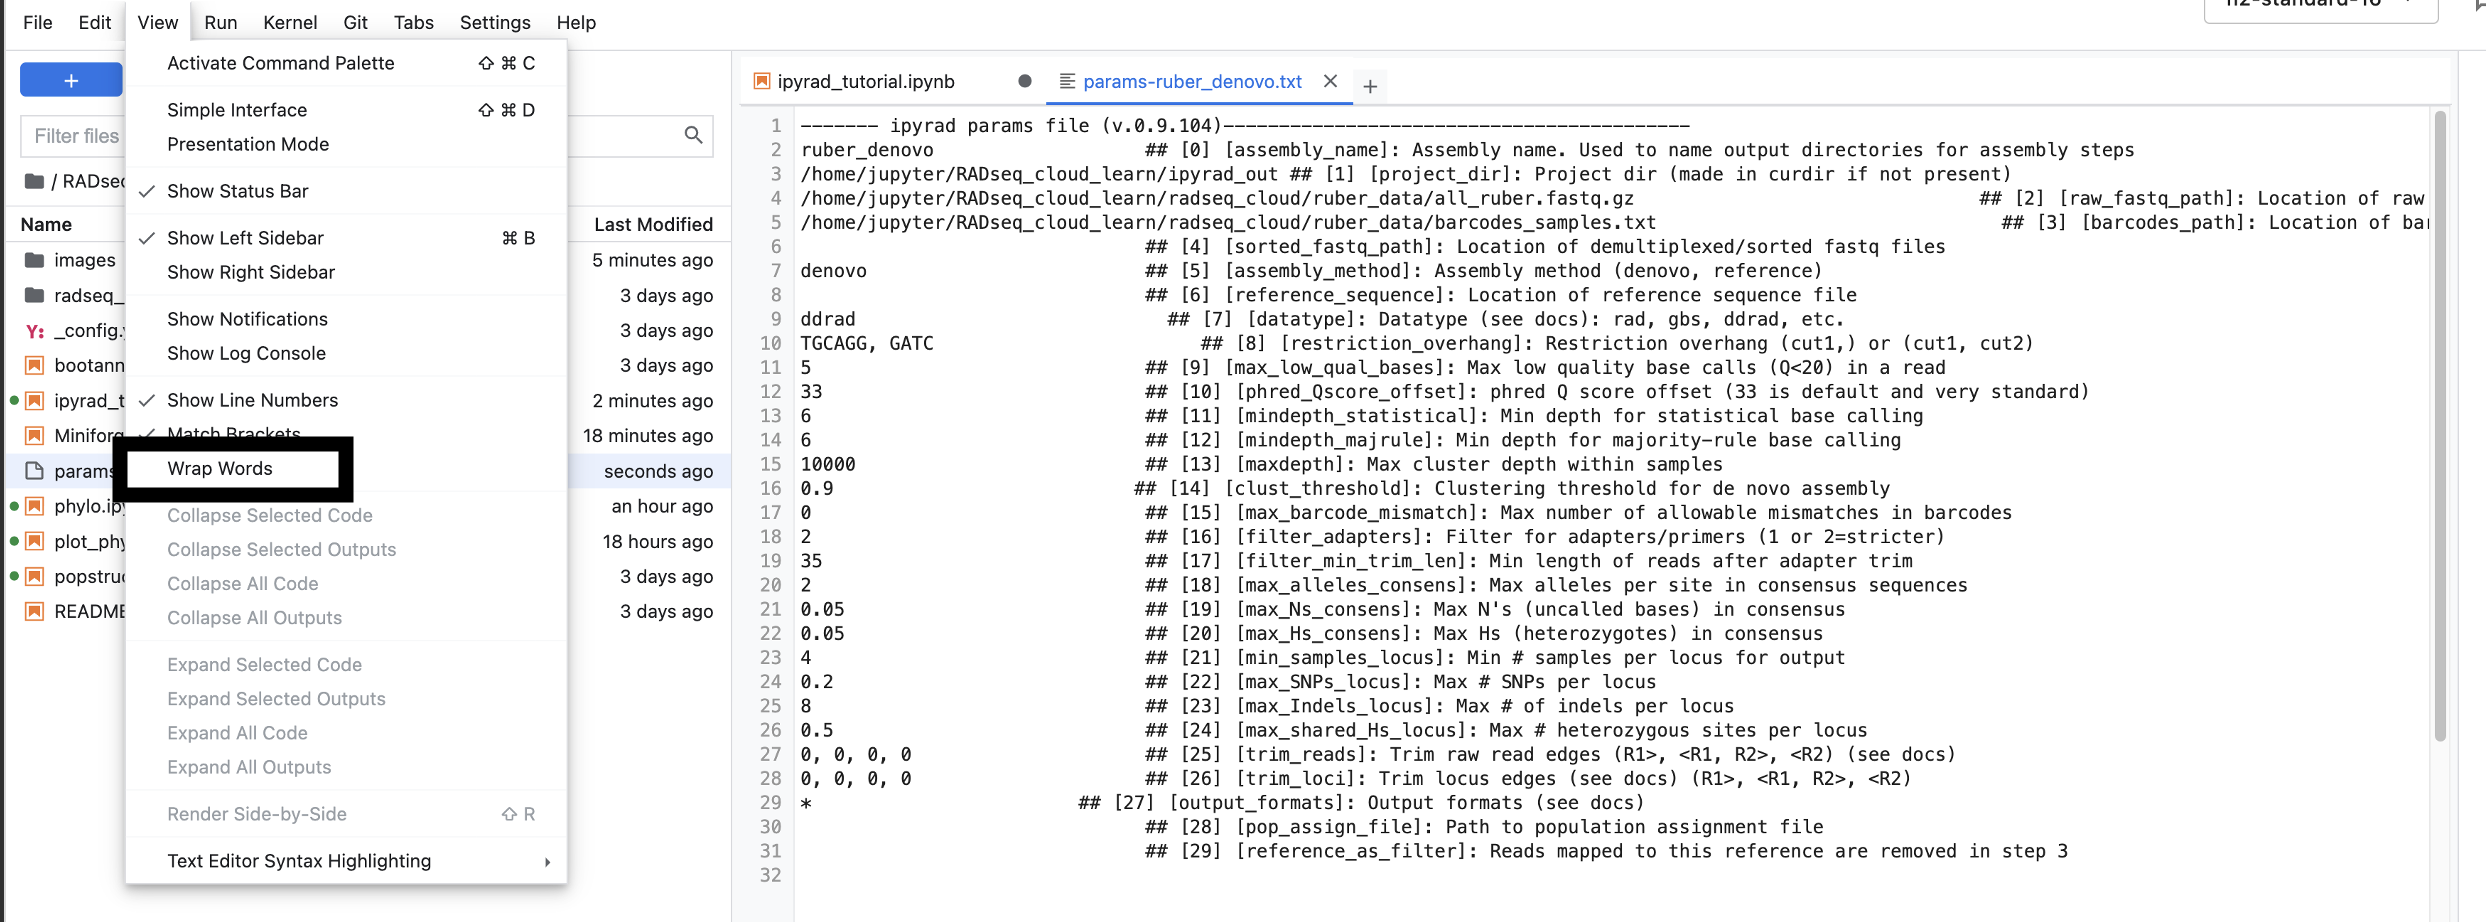 File Edit View Run Kernel Git Tabs Settings Help
+
Filter files
/ RADse
Name Last Modified
images 5 minutes ago
radseq_ 3 days ago
Y: _config. 3 days ago
bootann 3 days ago
ipyrad_t 2 minutes ago
Miniforg 18 minutes ago
params seconds ago
phylo.ipy an hour ago
plot_phy 18 hours ago
popstruc 3 days ago
README 3 days ago
Activate Command Palette ⇧ ⌘ C
Simple Interface ⇧ ⌘ D
Presentation Mode
✓ Show Status Bar
✓ Show Left Sidebar ⌘ B
Show Right Sidebar
Show Notifications
Show Log Console
✓ Show Line Numbers
✓ Match Brackets
Wrap Words
Collapse Selected Code
Collapse Selected Outputs
Collapse All Code
Collapse All Outputs
Expand Selected Code
Expand Selected Outputs
Expand All Code
Expand All Outputs
Render Side-by-Side ⇧ R
Text Editor Syntax Highlighting
ipyrad_tutorial.ipynb params-ruber_denovo.txt × +
1 ------- ipyrad params file (v.0.9.104)------------------------------------------
2 ruber_denovo ## [0] [assembly_name]: Assembly name. Used to name output directories for assembly steps
3 /home/jupyter/RADseq_cloud_learn/ipyrad_out ## [1] [project_dir]: Project dir (made in curdir if not present)
4 /home/jupyter/RADseq_cloud_learn/radseq_cloud/ruber_data/all_ruber.fastq.gz ## [2] [raw_fastq_path]: Location of raw
5 /home/jupyter/RADseq_cloud_learn/radseq_cloud/ruber_data/barcodes_samples.txt ## [3] [barcodes_path]: Location of bar
6 ## [4] [sorted_fastq_path]: Location of demultiplexed/sorted fastq files
7 denovo ## [5] [assembly_method]: Assembly method (denovo, reference)
8 ## [6] [reference_sequence]: Location of reference sequence file
9 ddrad ## [7] [datatype]: Datatype (see docs): rad, gbs, ddrad, etc.
10 TGCAGG, GATC ## [8] [restriction_overhang]: Restriction overhang (cut1,) or (cut1, cut2)
11 5 ## [9] [max_low_qual_bases]: Max low quality base calls (Q<20) in a read
12 33 ## [10] [phred_Qscore_offset]: phred Q score offset (33 is default and very standard)
13 6 ## [11] [mindepth_statistical]: Min depth for statistical base calling
14 6 ## [12] [mindepth_majrule]: Min depth for majority-rule base calling
15 10000 ## [13] [maxdepth]: Max cluster depth within samples
16 0.9 ## [14] [clust_threshold]: Clustering threshold for de novo assembly
17 0 ## [15] [max_barcode_mismatch]: Max number of allowable mismatches in barcodes
18 2 ## [16] [filter_adapters]: Filter for adapters/primers (1 or 2=stricter)
19 35 ## [17] [filter_min_trim_len]: Min length of reads after adapter trim
20 2 ## [18] [max_alleles_consens]: Max alleles per site in consensus sequences
21 0.05 ## [19] [max_Ns_consens]: Max N's (uncalled bases) in consensus
22 0.05 ## [20] [max_Hs_consens]: Max Hs (heterozygotes) in consensus
23 4 ## [21] [min_samples_locus]: Min # samples per locus for output
24 0.2 ## [22] [max_SNPs_locus]: Max # SNPs per locus
25 8 ## [23] [max_Indels_locus]: Max # of indels per locus
26 0.5 ## [24] [max_shared_Hs_locus]: Max # heterozygous sites per locus
27 0, 0, 0, 0 ## [25] [trim_reads]: Trim raw read edges (R1>, <R1, R2>, <R2) (see docs)
28 0, 0, 0, 0 ## [26] [trim_loci]: Trim locus edges (see docs) (R1>, <R1, R2>, <R2)
29 * ## [27] [output_formats]: Output formats (see docs)
30 ## [28] [pop_assign_file]: Path to population assignment file
31 ## [29] [reference_as_filter]: Reads mapped to this reference are removed in step 3
32